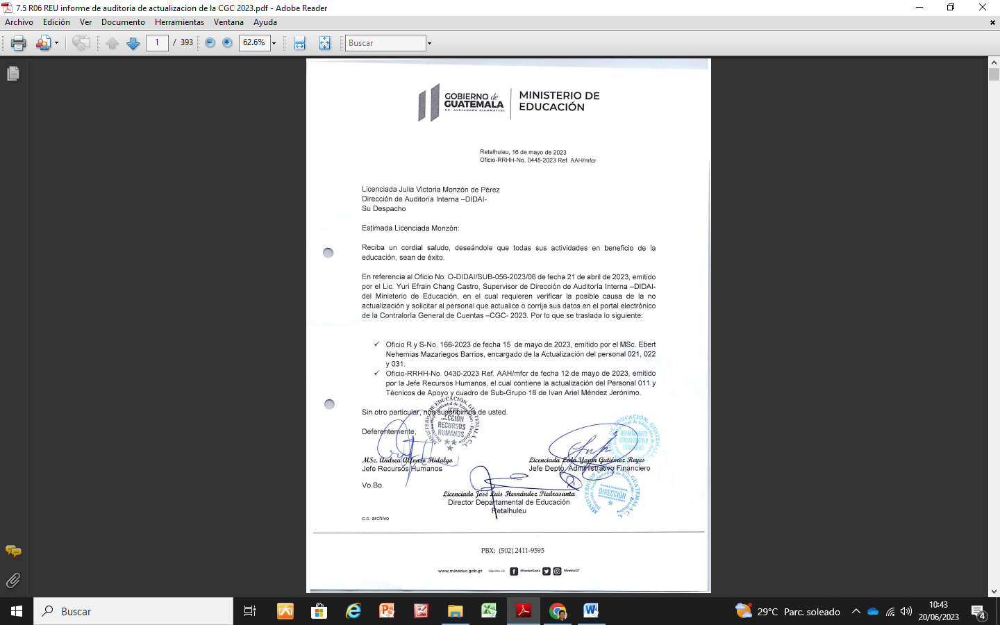 7.5 R06 REU informe de auditoria de actualizacion de la CGC 2023.pdf - Adobe Reader
Archivo Edición Ver Documento Herramientas Ventana Ayuda
1 / 393 62.6% Buscar
GOBIERNO de
GUATEMALA
DR. ALEJANDRO GIAMMATTEI
MINISTERIO DE
EDUCACIÓN
Retalhuleu, 16 de mayo de 2023
Oficio-RRHH-No. 0445-2023 Ref. AAH/mfcr
Licenciada Julia Victoria Monzón de Pérez
Dirección de Auditoría Interna –DIDAI-
Su Despacho
Estimada Licenciada Monzón:
Reciba un cordial saludo, deseándole que todas sus actividades en beneficio de la
educación, sean de éxito.
En referencia al Oficio No. O-DIDAI/SUB-056-2023/06 de fecha 21 de abril de 2023, emitido
por el Lic. Yuri Efrain Chang Castro, Supervisor de Dirección de Auditoría Interna –DIDAI-
del Ministerio de Educación, en el cual requieren verificar la posible causa de la no
actualización y solicitar al personal que actualice o corrija sus datos en el portal electrónico
de la Contraloría General de Cuentas –CGC- 2023. Por lo que se traslada lo siguiente:
✓ Oficio R y S-No. 166-2023 de fecha 15 de mayo de 2023, emitido por el MSc. Ebert
Nehemias Mazariegos Barrios, encargado de la Actualización del personal 021, 022
y 031.
✓ Oficio-RRHH-No. 0430-2023 Ref. AAH/mfcr de fecha 12 de mayo de 2023, emitido
por la Jefe Recursos Humanos, el cual contiene la actualización del Personal 011 y
Técnicos de Apoyo y cuadro de Sub-Grupo 18 de Ivan Ariel Méndez Jerónimo.
Sin otro particular, nos suscribimos de usted.
Deferentemente,
JEFE
SECCIÓN
RECURSOS
HUMANOS
DEPARTAMENTO
ADMINISTRATIVO
FINANCIERO
MSc. Andrea Alfonso Hidalgo
Jefe Recursos Humanos
Licenciada Leila Yanin Gutiérrez Reyes
Jefe Depto. Administrativo Financiero
Vo.Bo.
Licenciado José Luis Hernández Piedrasanta
Director Departamental de Educación
Retalhuleu
DIRECCIÓN
c.c. archivo
PBX: (502) 2411-9595
www.mineduc.gob.gt Síguenos en: MineducGuate MineducGT
Buscar
29°C Parc. soleado
10:43
20/06/2023
4